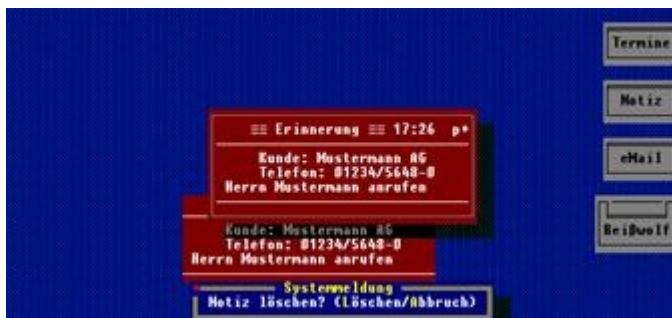 Termine
Notiz
eMail
Beißwolf
≡≡ Erinnerung ≡≡ 17:26 p*
Kunde: Mustermann AG
Telefon: 01234/5648-0
Herrn Mustermann anrufen
Kunde: Mustermann AG
Telefon: 01234/5648-0
Herrn Mustermann anrufen
Systemmeldung
Notiz löschen? (Löschen/Abbruch)